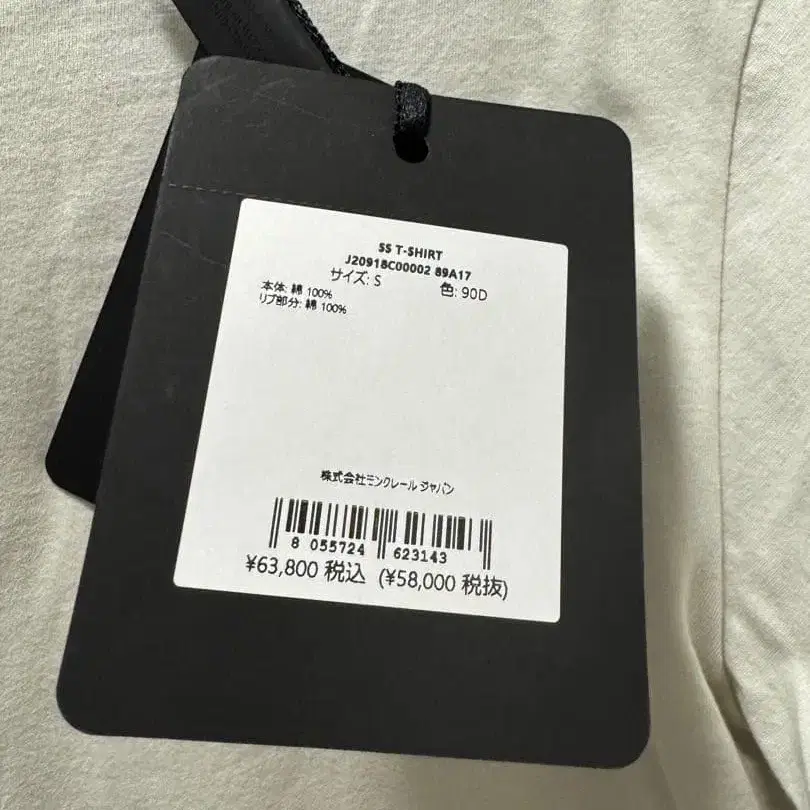 SS T-SHIRT
J20918C00002 89A17
サイズ: S 色: 90D
本体: 綿 100%
リブ部分: 綿 100%
株式会社モンクレール ジャパン
8 055724 623143
¥63,800 税込 (¥58,000 税抜)